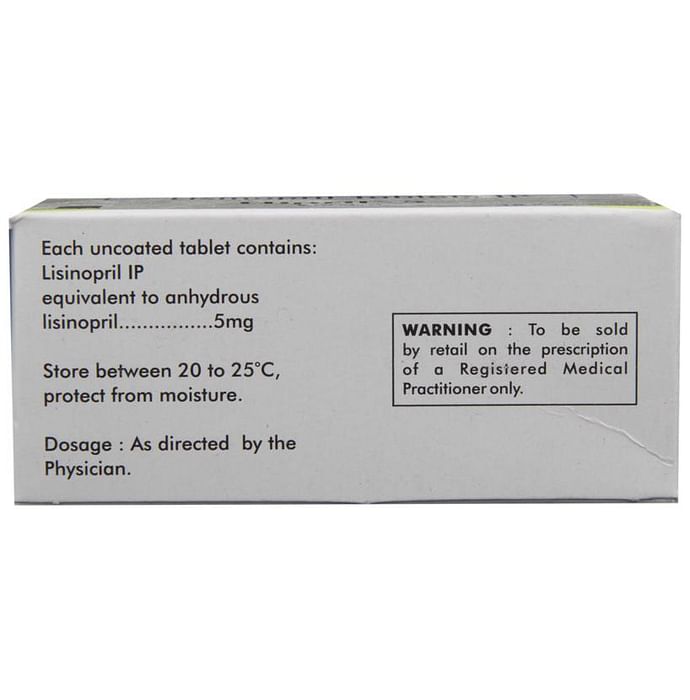 Each uncoated tablet contains:
Lisinopril IP
equivalent to anhydrous
lisinopril................5mg
Store between 20 to 25°C,
protect from moisture.
Dosage : As directed by the
Physician.
WARNING : To be sold
by retail on the prescription
of a Registered Medical
Practitioner only.